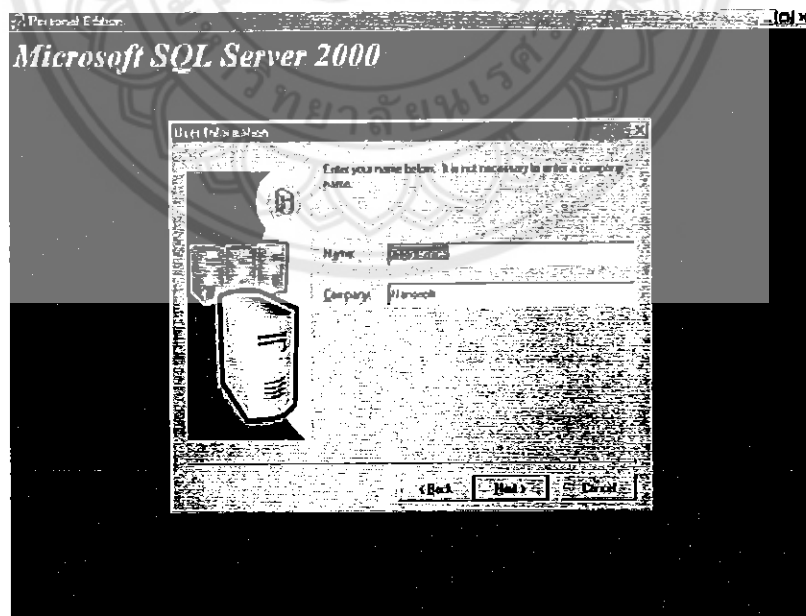 Personal Edition
Microsoft SQL Server 2000
User Information
Enter your name below. It is not necessary to enter a company
name.
Name:
Company:
< Back
Next >
Cancel